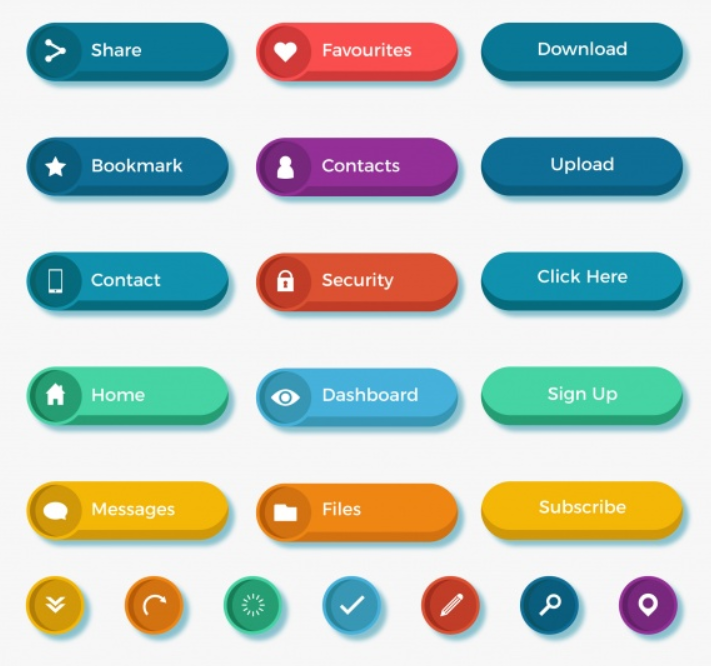 Share
Favourites
Download
Bookmark
Contacts
Upload
Contact
Security
Click Here
Home
Dashboard
Sign Up
Messages
Files
Subscribe